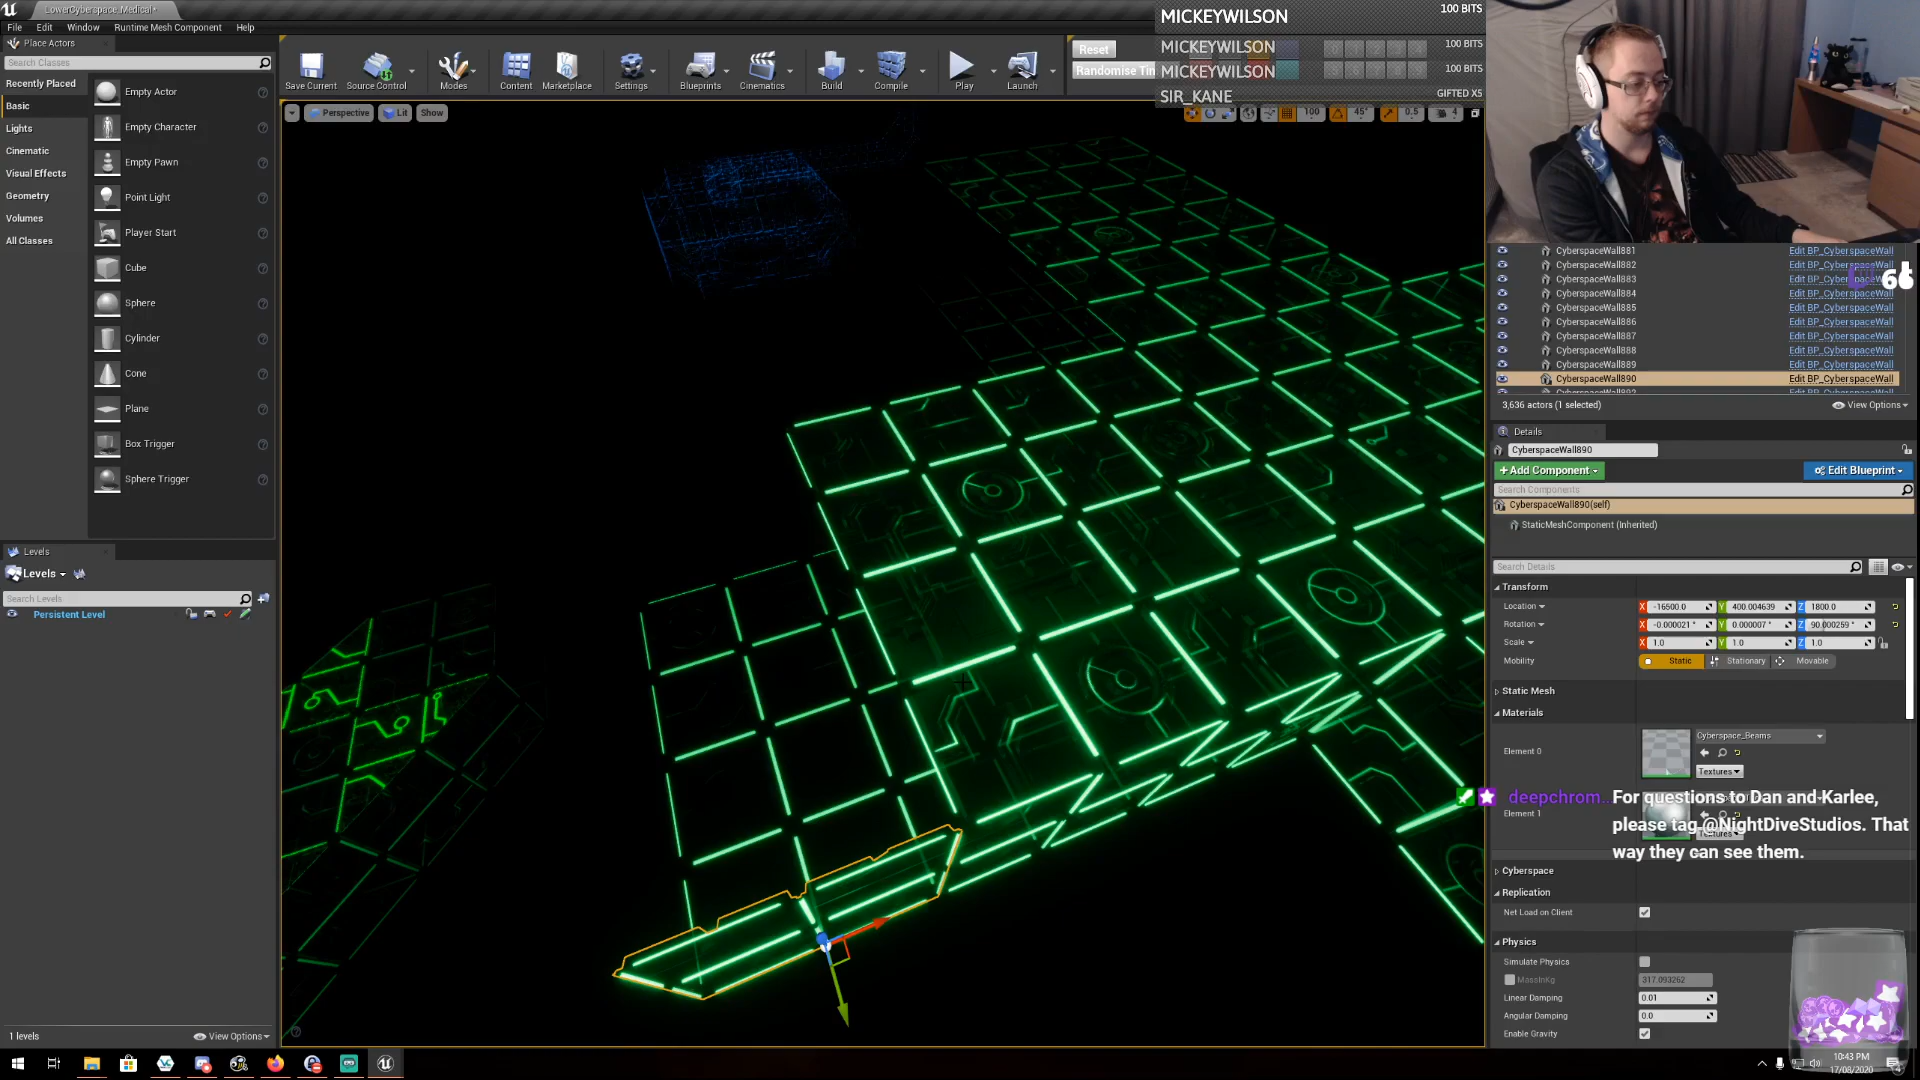 LowerCyberspace_Medical*
File Edit Window Runtime Mesh Component Help
Place Actors
Search Classes
Recently Placed
Basic
Lights
Cinematic
Visual Effects
Geometry
Volumes
All Classes
Empty Actor
Empty Character
Empty Pawn
Point Light
Player Start
Cube
Sphere
Cylinder
Cone
Plane
Box Trigger
Sphere Trigger
Save Current
Source Control
Modes
Content
Marketplace
Settings
Blueprints
Cinematics
Build
Compile
Play
Launch
Reset
Randomise Tin
MICKEYWILSON 100 BITS
MICKEYWILSON 100 BITS
MICKEYWILSON 100 BITS
SIR_KANE GIFTED X5
Perspective Lit Show
100 45° 0.5 4
CyberspaceWall881 Edit BP_CyberspaceWall
CyberspaceWall882 Edit BP_CyberspaceWall
CyberspaceWall883 Edit BP_CyberspaceWall
CyberspaceWall884 Edit BP_CyberspaceWall
CyberspaceWall885 Edit BP_CyberspaceWall
CyberspaceWall886 Edit BP_CyberspaceWall
CyberspaceWall887 Edit BP_CyberspaceWall
CyberspaceWall888 Edit BP_CyberspaceWall
CyberspaceWall889 Edit BP_CyberspaceWall
CyberspaceWall890 Edit BP_CyberspaceWall
3,636 actors (1 selected) View Options
Details
CyberspaceWall890
+Add Component Edit Blueprint
Search Components
CyberspaceWall890(self)
StaticMeshComponent (Inherited)
Search Details
Transform
Location X -16500.0 Y 400.004639 Z 1800.0
Rotation X -0.000021 ° Y 0.000007 ° Z 90.000259 °
Scale X 1.0 Y 1.0 Z 1.0
Mobility Static Stationary Movable
Static Mesh
Materials
Element 0 Cyberspace_Beams
Textures
Element 1
deepchrom... For questions to Dan and Karlee,
please tag @NightDiveStudios. That
way they can see them.
Cyberspace
Replication
Net Load on Client
Physics
Simulate Physics
MassInKg 317.093262
Linear Damping 0.01
Angular Damping 0.0
Enable Gravity
Levels
Levels
Search Levels
Persistent Level
1 levels View Options
10:43 PM
17/08/2020